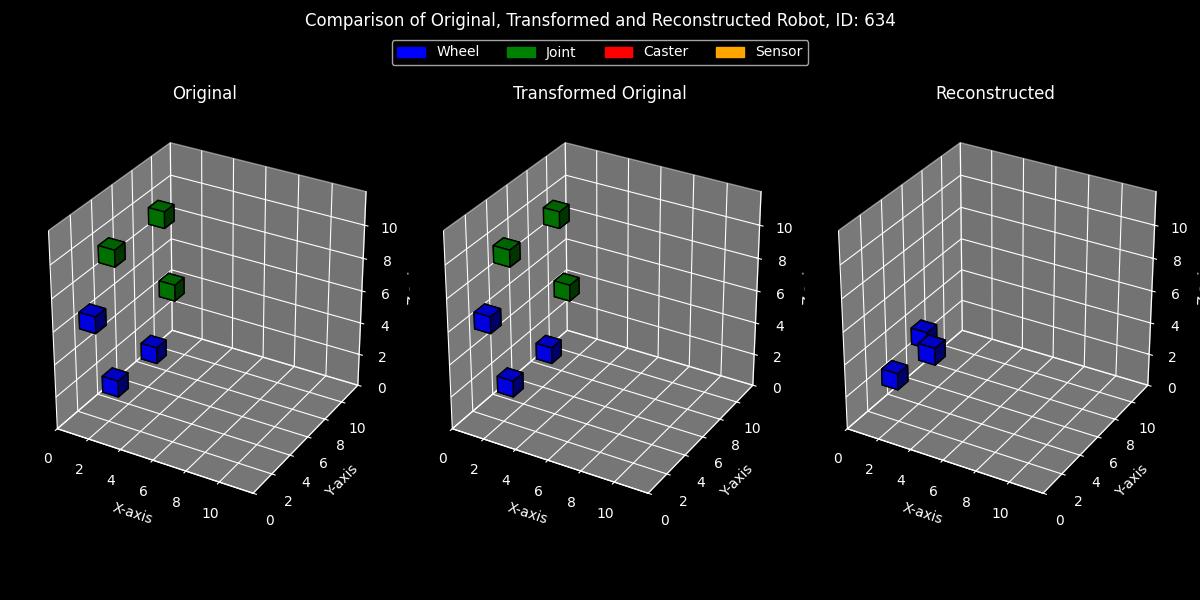 Comparison of Original, Transformed and Reconstructed Robot, ID: 634
Wheel Joint Caster Sensor
Original Transformed Original Reconstructed
10 10 10
8 8 8
6 6 6
4 4 4
2 2 2
0 0 0
0 2 4 6 8 10 0 2 4 6 8 10 0 2 4 6 8 10
0 2 4 6 8 10 0 2 4 6 8 10 0 2 4 6 8 10
X-axis Y-axis X-axis Y-axis X-axis Y-axis